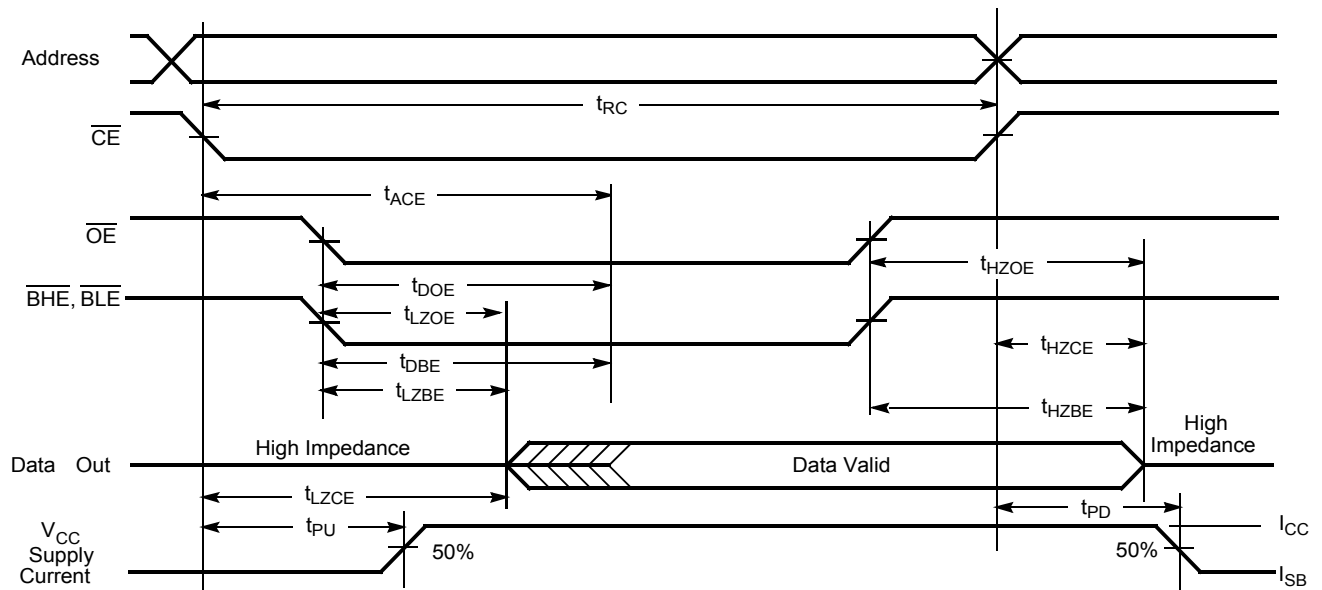 Address
tRC
CE
tACE
OE
tHZOE
tDOE
BHE, BLE
tLZOE
tHZCE
tDBE
tLZBE
tHZBE
High
Impedance
High Impedance
Data Out
Data Valid
tLZCE
tPU
tPD
VCC
Supply
Current
50%
50%
ICC
ISB